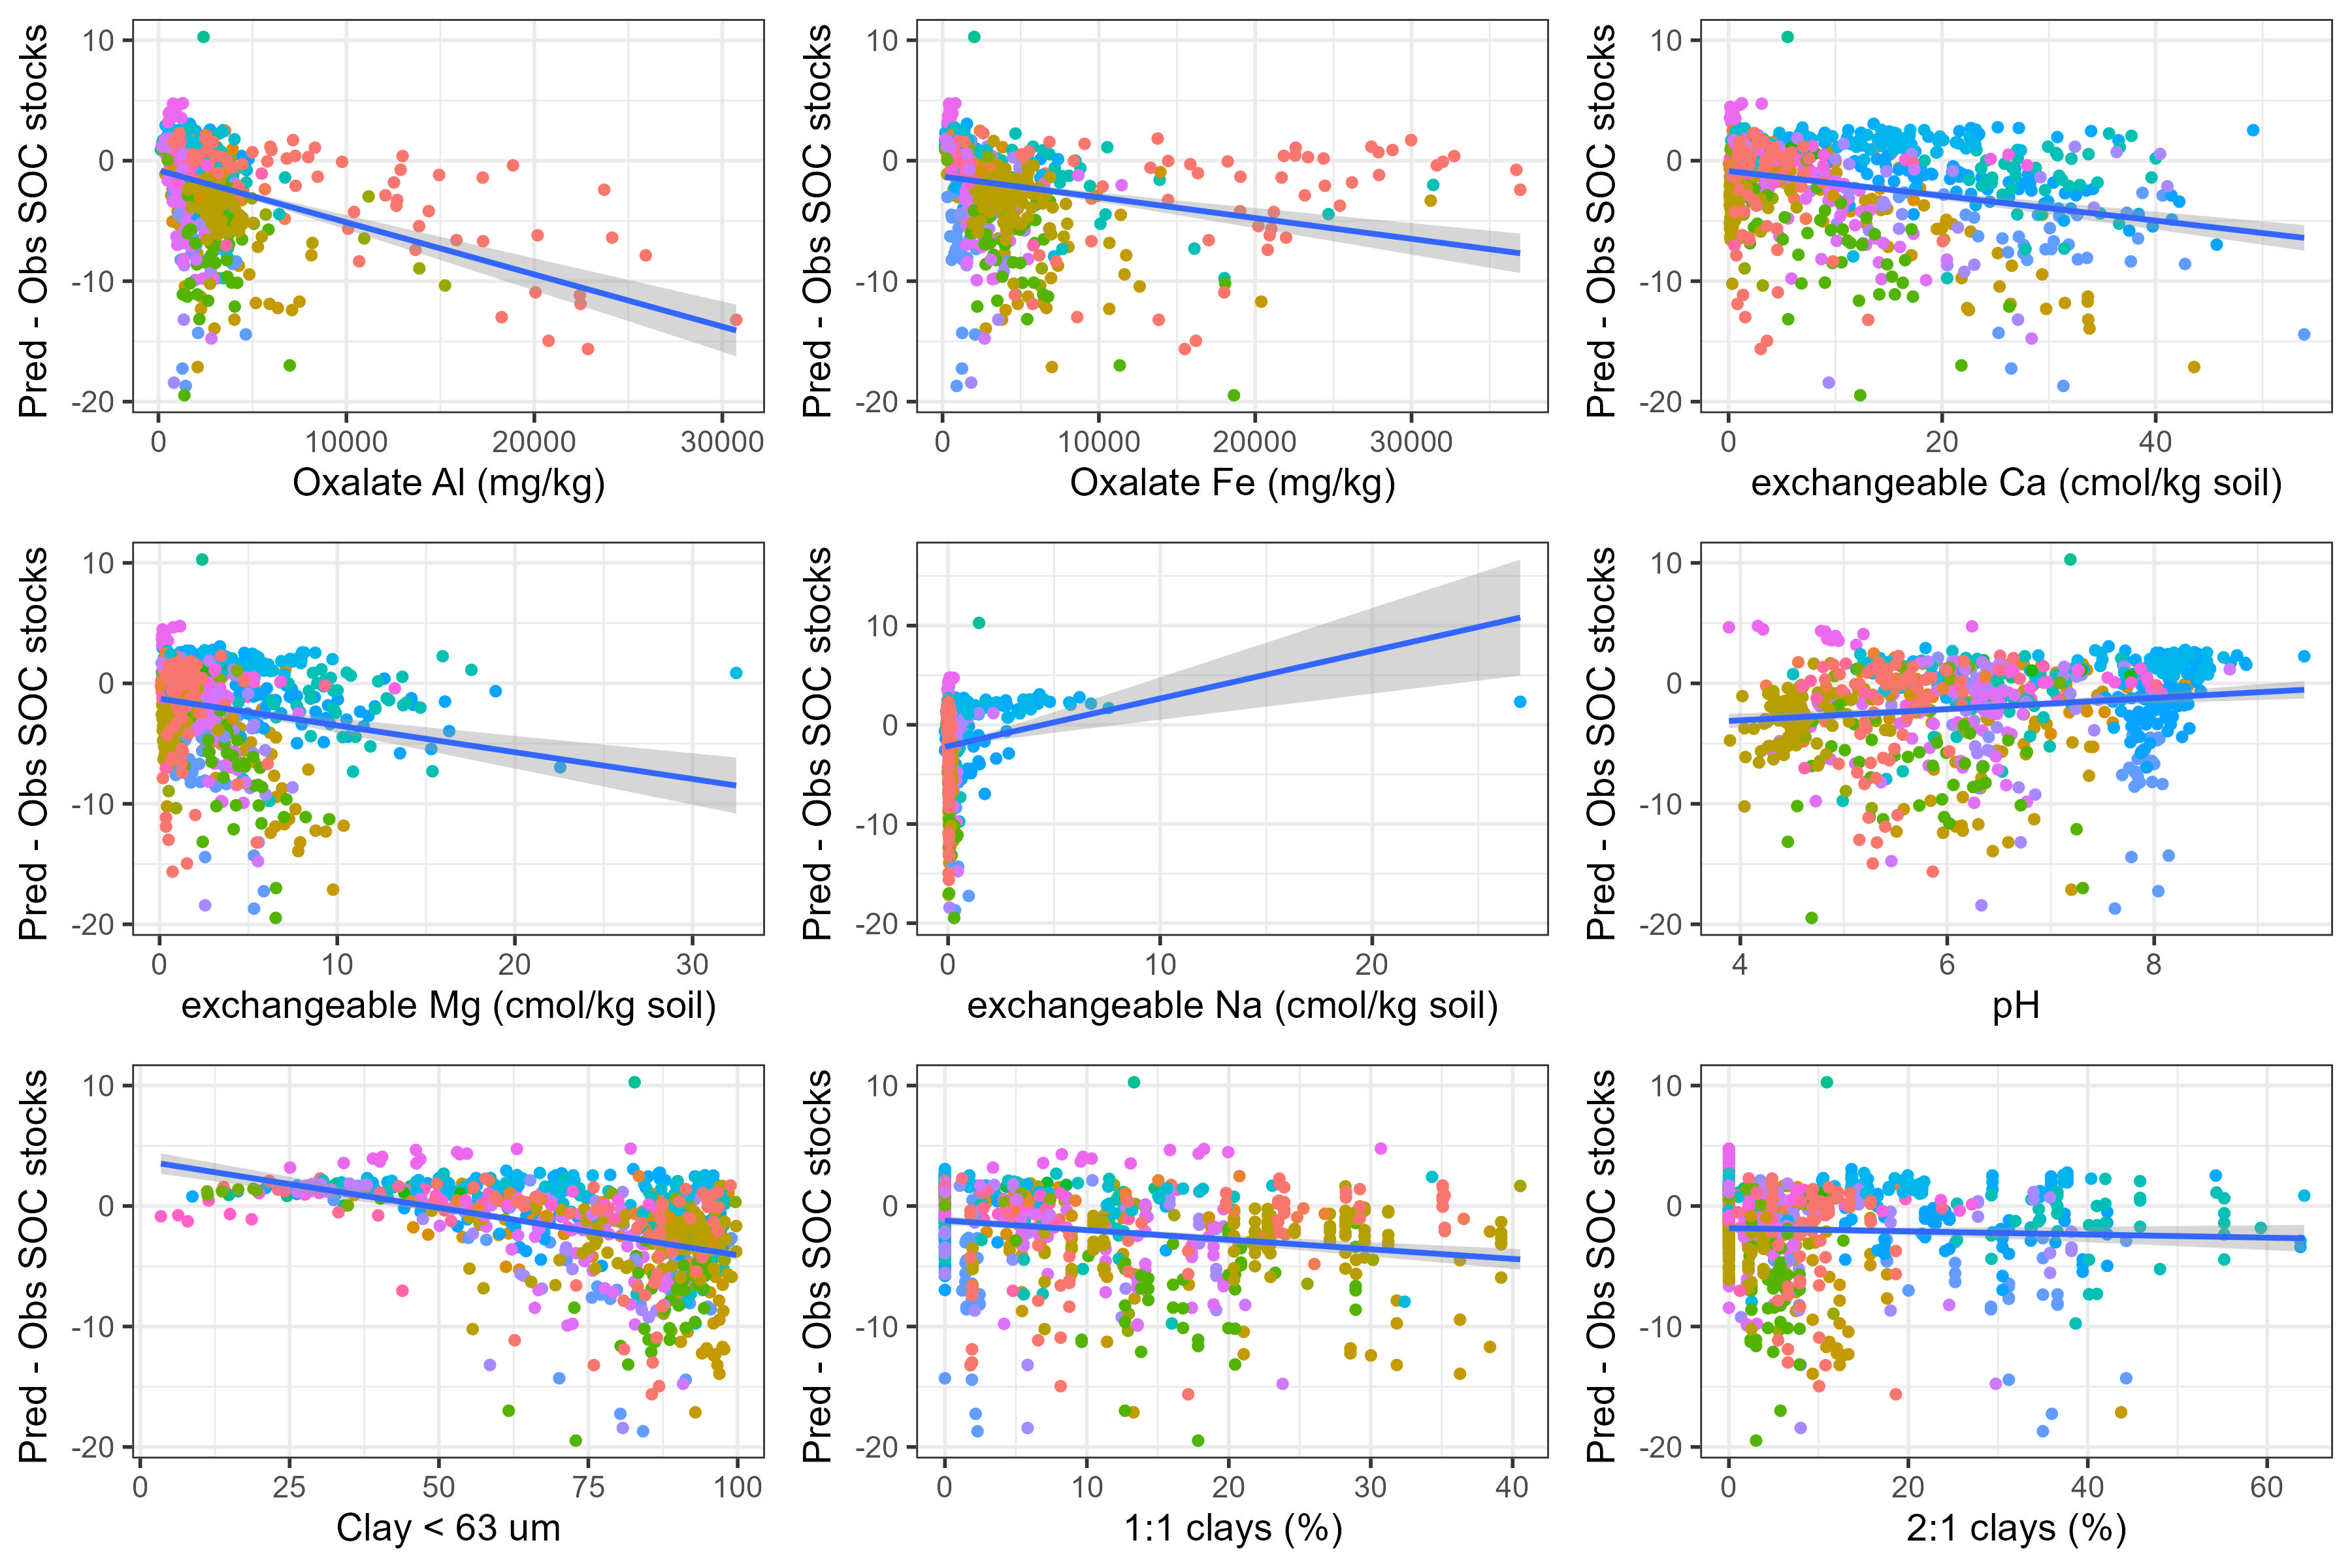 Pred - Obs SOC stocks
10
0
-10
-20
0 10000 20000 30000
Oxalate Al (mg/kg)
Pred - Obs SOC stocks
10
0
-10
-20
0 10000 20000 30000
Oxalate Fe (mg/kg)
Pred - Obs SOC stocks
10
0
-10
-20
0 20 40
exchangeable Ca (cmol/kg soil)
Pred - Obs SOC stocks
10
0
-10
-20
0 10 20 30
exchangeable Mg (cmol/kg soil)
Pred - Obs SOC stocks
10
0
-10
-20
0 10 20
exchangeable Na (cmol/kg soil)
Pred - Obs SOC stocks
10
0
-10
-20
4 6 8
pH
Pred - Obs SOC stocks
10
0
-10
-20
0 25 50 75 100
Clay < 63 um
Pred - Obs SOC stocks
10
0
-10
-20
0 10 20 30 40
1:1 clays (%)
Pred - Obs SOC stocks
10
0
-10
-20
0 20 40 60
2:1 clays (%)